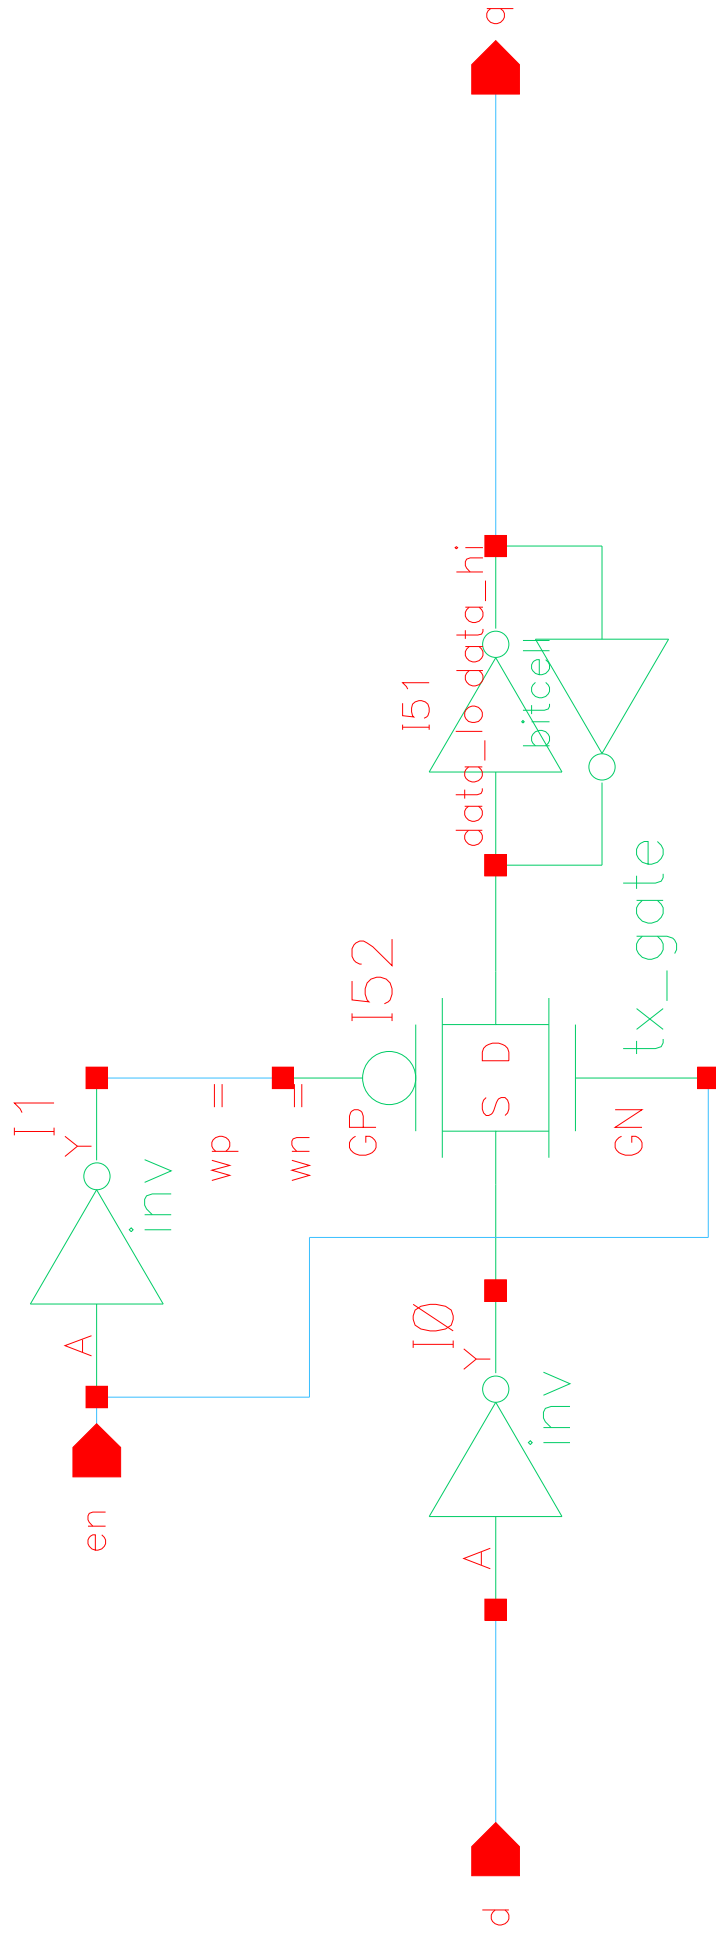 q
data_lo data_hi
I51
bitcell
tx_gate
I52
GP
S D
GN
I1
Y
inv
A
wp =
wn =
en
I0
Y
inv
A
d